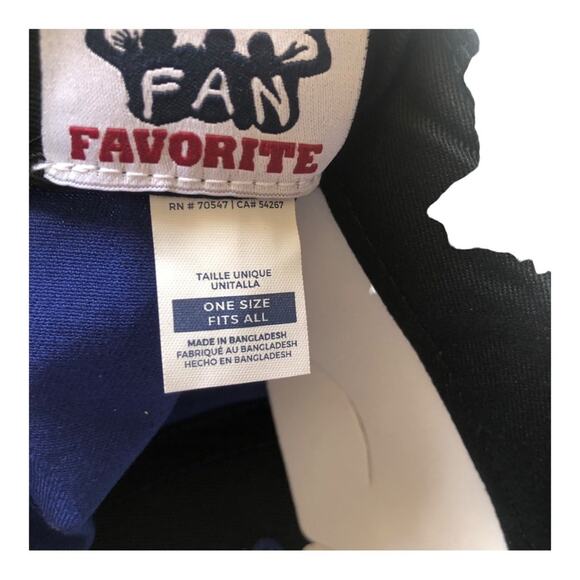 FAN
FAVORITE
RN # 70547 | CA# 54267
TAILLE UNIQUE
UNITALLA
ONE SIZE
FITS ALL
MADE IN BANGLADESH
FABRIQUÉ AU BANGLADESH
HECHO EN BANGLADESH